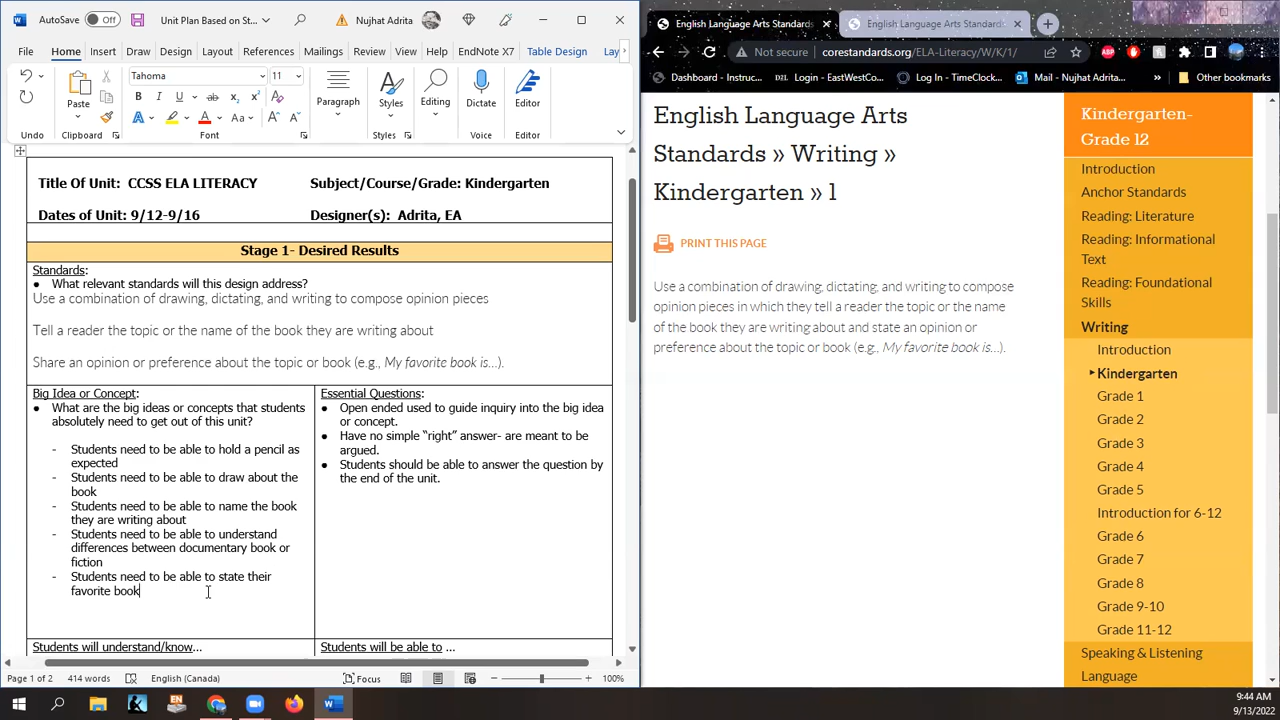 AutoSave Off
Unit Plan Based on St...
Nujhat Adrita
File Home Insert Draw Design Layout References Mailings Review View Help EndNote X7 Table Design Lay
Tahoma 11
Undo Paste Clipboard Font Paragraph Styles Editing Dictate Editor
Styles Voice Editor
Title Of Unit: CCSS ELA LITERACY Subject/Course/Grade: Kindergarten
Dates of Unit: 9/12-9/16 Designer(s): Adrita, EA
Stage 1- Desired Results
Standards:
What relevant standards will this design address?
Use a combination of drawing, dictating, and writing to compose opinion pieces
Tell a reader the topic or the name of the book they are writing about
Share an opinion or preference about the topic or book (e.g., My favorite book is...).
Big Idea or Concept:
What are the big ideas or concepts that students
absolutely need to get out of this unit?
- Students need to be able to hold a pencil as
expected
- Students need to be able to draw about the
book
- Students need to be able to name the book
they are writing about
- Students need to be able to understand
differences between documentary book or
fiction
- Students need to be able to state their
favorite book
Essential Questions:
Open ended used to guide inquiry into the big idea
or concept.
Have no simple “right” answer- are meant to be
argued.
Students should be able to answer the question by
the end of the unit.
Students will understand/know... Students will be able to ...
Page 1 of 2 414 words English (Canada) Focus 100%
English Language Arts Standards
English Language Arts Standards
Not secure corestandards.org/ELA-Literacy/W/K/1/
Dashboard - Instruc... Login - EastWestCo... Log In - TimeClock... Mail - Nujhat Adrita... » Other bookmarks
English Language Arts
Standards » Writing »
Kindergarten » 1
PRINT THIS PAGE
Use a combination of drawing, dictating, and writing to compose
opinion pieces in which they tell a reader the topic or the name
of the book they are writing about and state an opinion or
preference about the topic or book (e.g., My favorite book is...).
Kindergarten-
Grade 12
Introduction
Anchor Standards
Reading: Literature
Reading: Informational
Text
Reading: Foundational
Skills
Writing
Introduction
Kindergarten
Grade 1
Grade 2
Grade 3
Grade 4
Grade 5
Introduction for 6-12
Grade 6
Grade 7
Grade 8
Grade 9-10
Grade 11-12
Speaking & Listening
Language
9:44 AM
9/13/2022